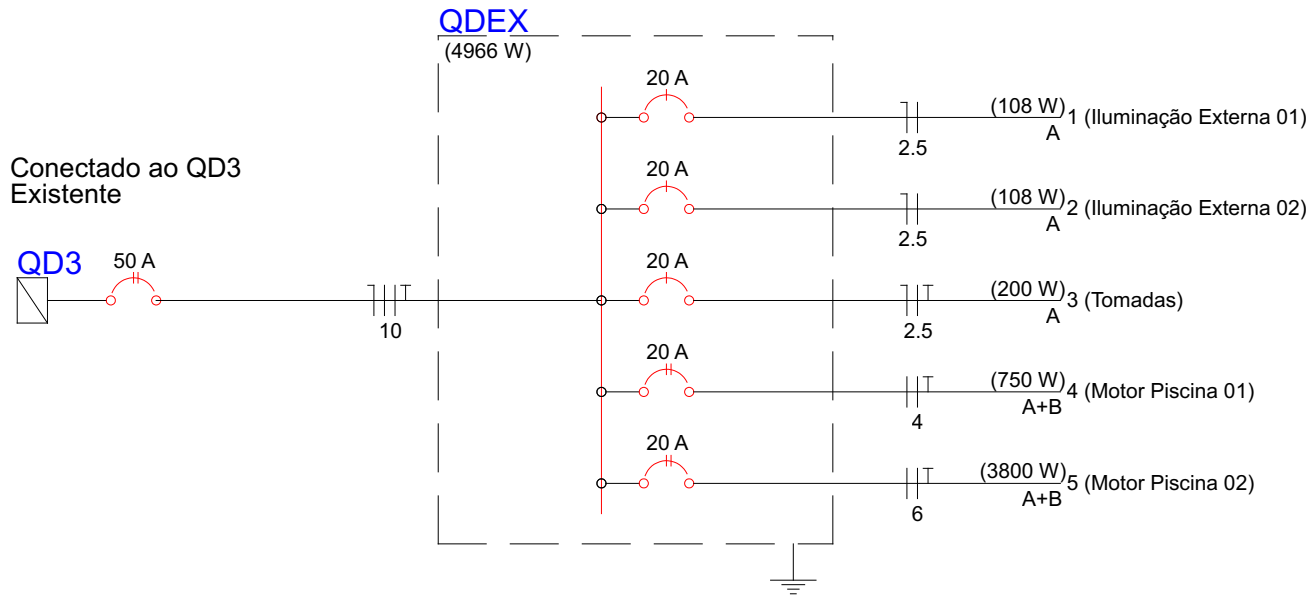 QDEX
(4966 W)
20 A
(108 W)
1 (Iluminação Externa 01)
A
2.5
Conectado ao QD3
Existente
20 A
(108 W)
2 (Iluminação Externa 02)
A
2.5
QD3
50 A
10
20 A
(200 W)
3 (Tomadas)
A
2.5
20 A
(750 W)
4 (Motor Piscina 01)
A+B
4
20 A
(3800 W)
5 (Motor Piscina 02)
A+B
6